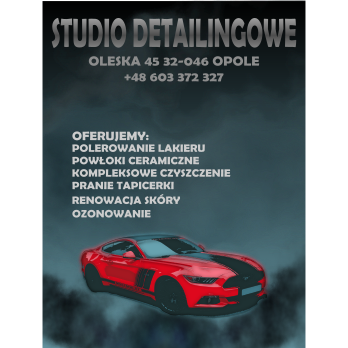 STUDIO DETAILINGOWE
OLESKA 45 32-046 OPOLE
+48 603 372 327
OFERUJEMY:
POLEROWANIE LAKIERU
POWŁOKI CERAMICZNE
KOMPLEKSOWE CZYSZCZENIE
PRANIE TAPICERKI
RENOWACJA SKÓRY
OZONOWANIE